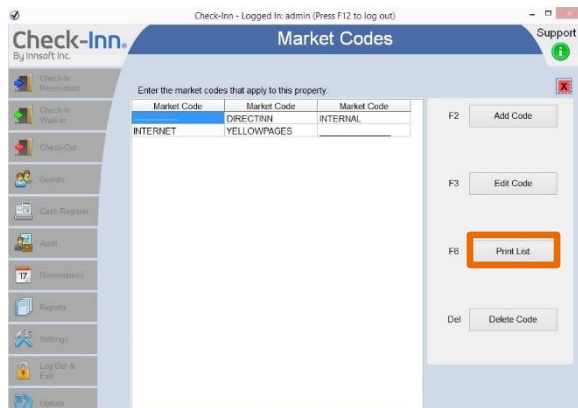 Check-Inn - Logged In: admin (Press F12 to log out)
Check-Inn®
By Innsoft Inc.
Market Codes
Support
Check-In
Reservation
Check-In
Walk-In
Check-Out
Guests
Cash Register
Audit
17
Reservations
Reports
Settings
Log Out &
Exit
Update
Enter the market codes that apply to this property.
X
Market Code Market Code Market Code
DIRECTINN INTERNAL
INTERNET YELLOWPAGES
F2 Add Code
F3 Edit Code
F6 Print List
Del Delete Code